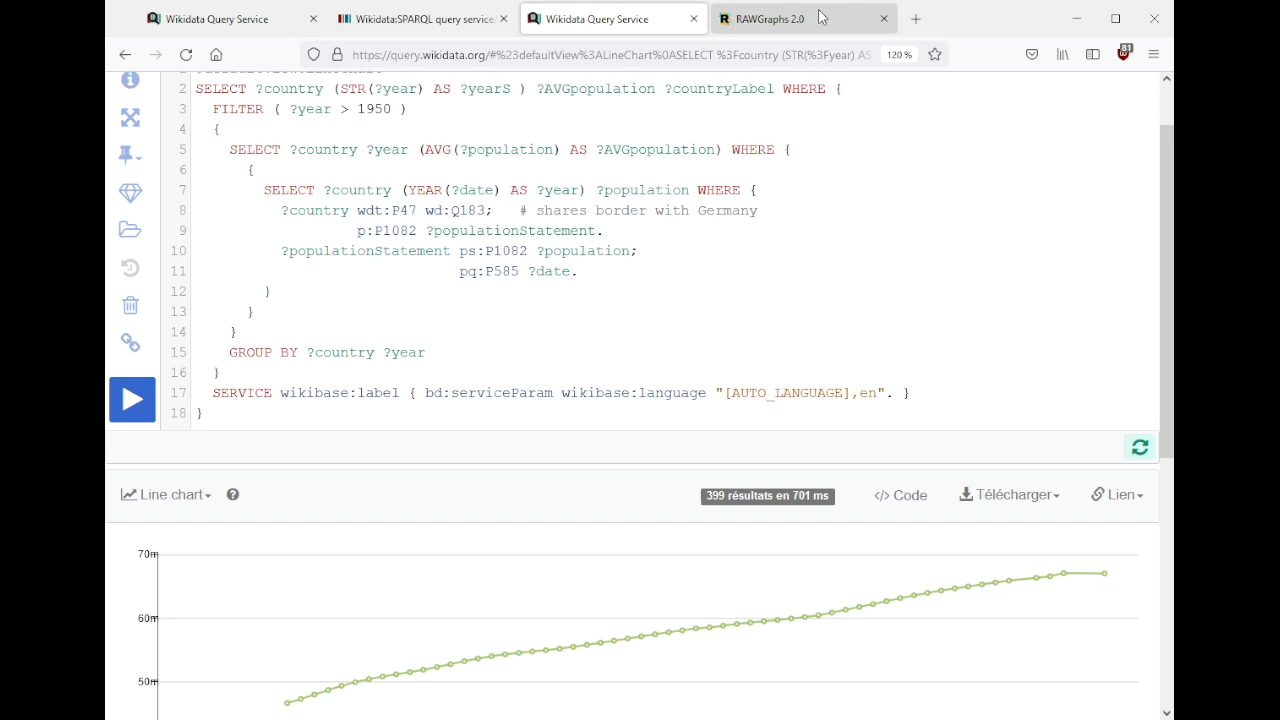 Wikidata Query Service
Wikidata:SPARQL query service/
Wikidata Query Service
RAWGraphs 2.0
https://query.wikidata.org/#%23defaultView%3ALineChart%0ASELECT %3Fcountry (STR(%3Fyear) AS
120 %
81
2 SELECT ?country (STR(?year) AS ?yearS ) ?AVGpopulation ?countryLabel WHERE {
3 FILTER ( ?year > 1950 )
4 {
5 SELECT ?country ?year (AVG(?population) AS ?AVGpopulation) WHERE {
6 {
7 SELECT ?country (YEAR(?date) AS ?year) ?population WHERE {
8 ?country wdt:P47 wd:Q183; # shares border with Germany
9 p:P1082 ?populationStatement.
10 ?populationStatement ps:P1082 ?population;
11 pq:P585 ?date.
12 }
13 }
14 }
15 GROUP BY ?country ?year
16 }
17 SERVICE wikibase:label { bd:serviceParam wikibase:language "[AUTO_LANGUAGE],en". }
18 }
Line chart
399 résultats en 701 ms
</> Code
Télécharger
Lien
70m
60m
50m